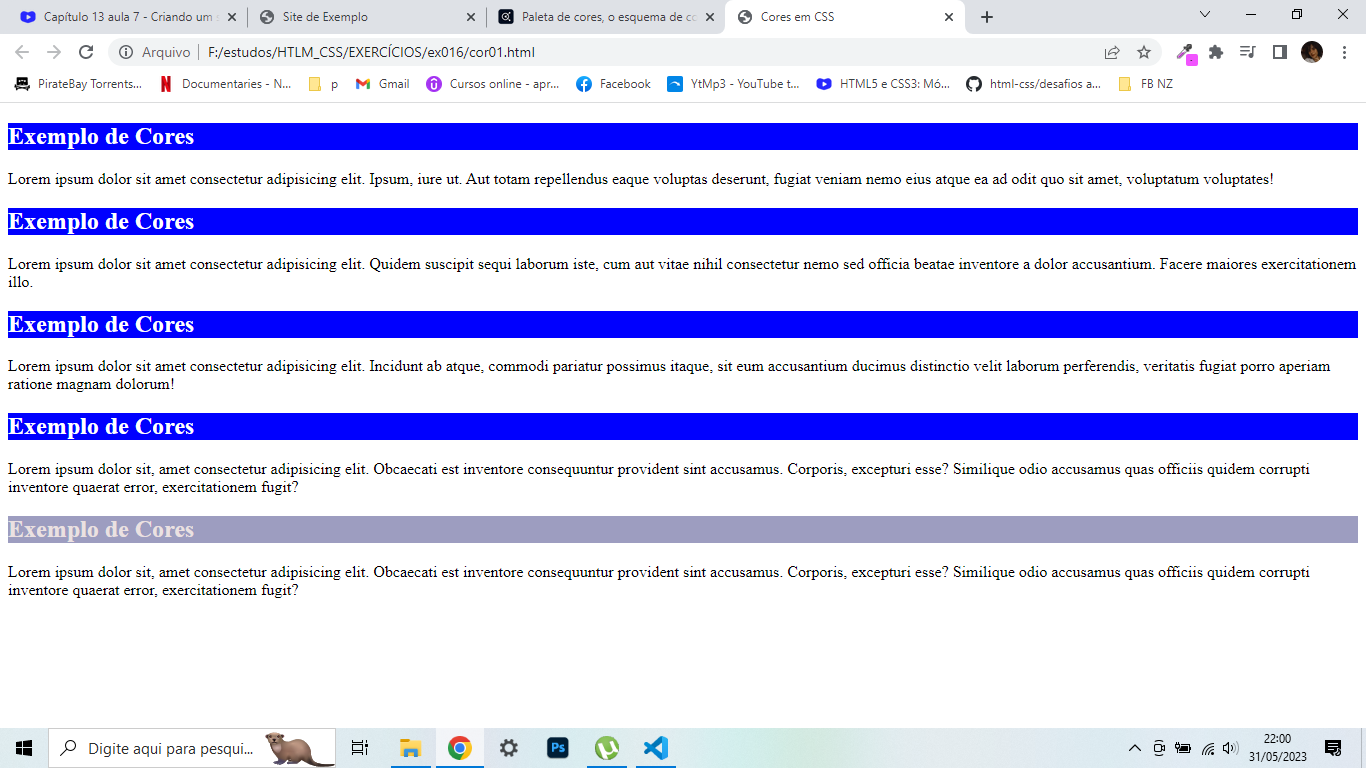 Capítulo 13 aula 7 - Criando um s
Site de Exemplo
Paleta de cores, o esquema de co
Cores em CSS
Arquivo
F:/estudos/HTLM_CSS/EXERCÍCIOS/ex016/cor01.html
PirateBay Torrents...
Documentaries - N...
p
Gmail
Cursos online - apr...
Facebook
YtMp3 - YouTube t...
HTML5 e CSS3: Mó...
html-css/desafios a...
FB NZ
Exemplo de Cores
Lorem ipsum dolor sit amet consectetur adipisicing elit. Ipsum, iure ut. Aut totam repellendus eaque voluptas deserunt, fugiat veniam nemo eius atque ea ad odit quo sit amet, voluptatum voluptates!
Exemplo de Cores
Lorem ipsum dolor sit amet consectetur adipisicing elit. Quidem suscipit sequi laborum iste, cum aut vitae nihil consectetur nemo sed officia beatae inventore a dolor accusantium. Facere maiores exercitationem
illo.
Exemplo de Cores
Lorem ipsum dolor sit amet consectetur adipisicing elit. Incidunt ab atque, commodi pariatur possimus itaque, sit eum accusantium ducimus distinctio velit laborum perferendis, veritatis fugiat porro aperiam
ratione magnam dolorum!
Exemplo de Cores
Lorem ipsum dolor sit, amet consectetur adipisicing elit. Obcaecati est inventore consequuntur provident sint accusamus. Corporis, excepturi esse? Similique odio accusamus quas officiis quidem corrupti
inventore quaerat error, exercitationem fugit?
Exemplo de Cores
Lorem ipsum dolor sit, amet consectetur adipisicing elit. Obcaecati est inventore consequuntur provident sint accusamus. Corporis, excepturi esse? Similique odio accusamus quas officiis quidem corrupti
inventore quaerat error, exercitationem fugit?
Digite aqui para pesqui...
Ps
22:00
31/05/2023